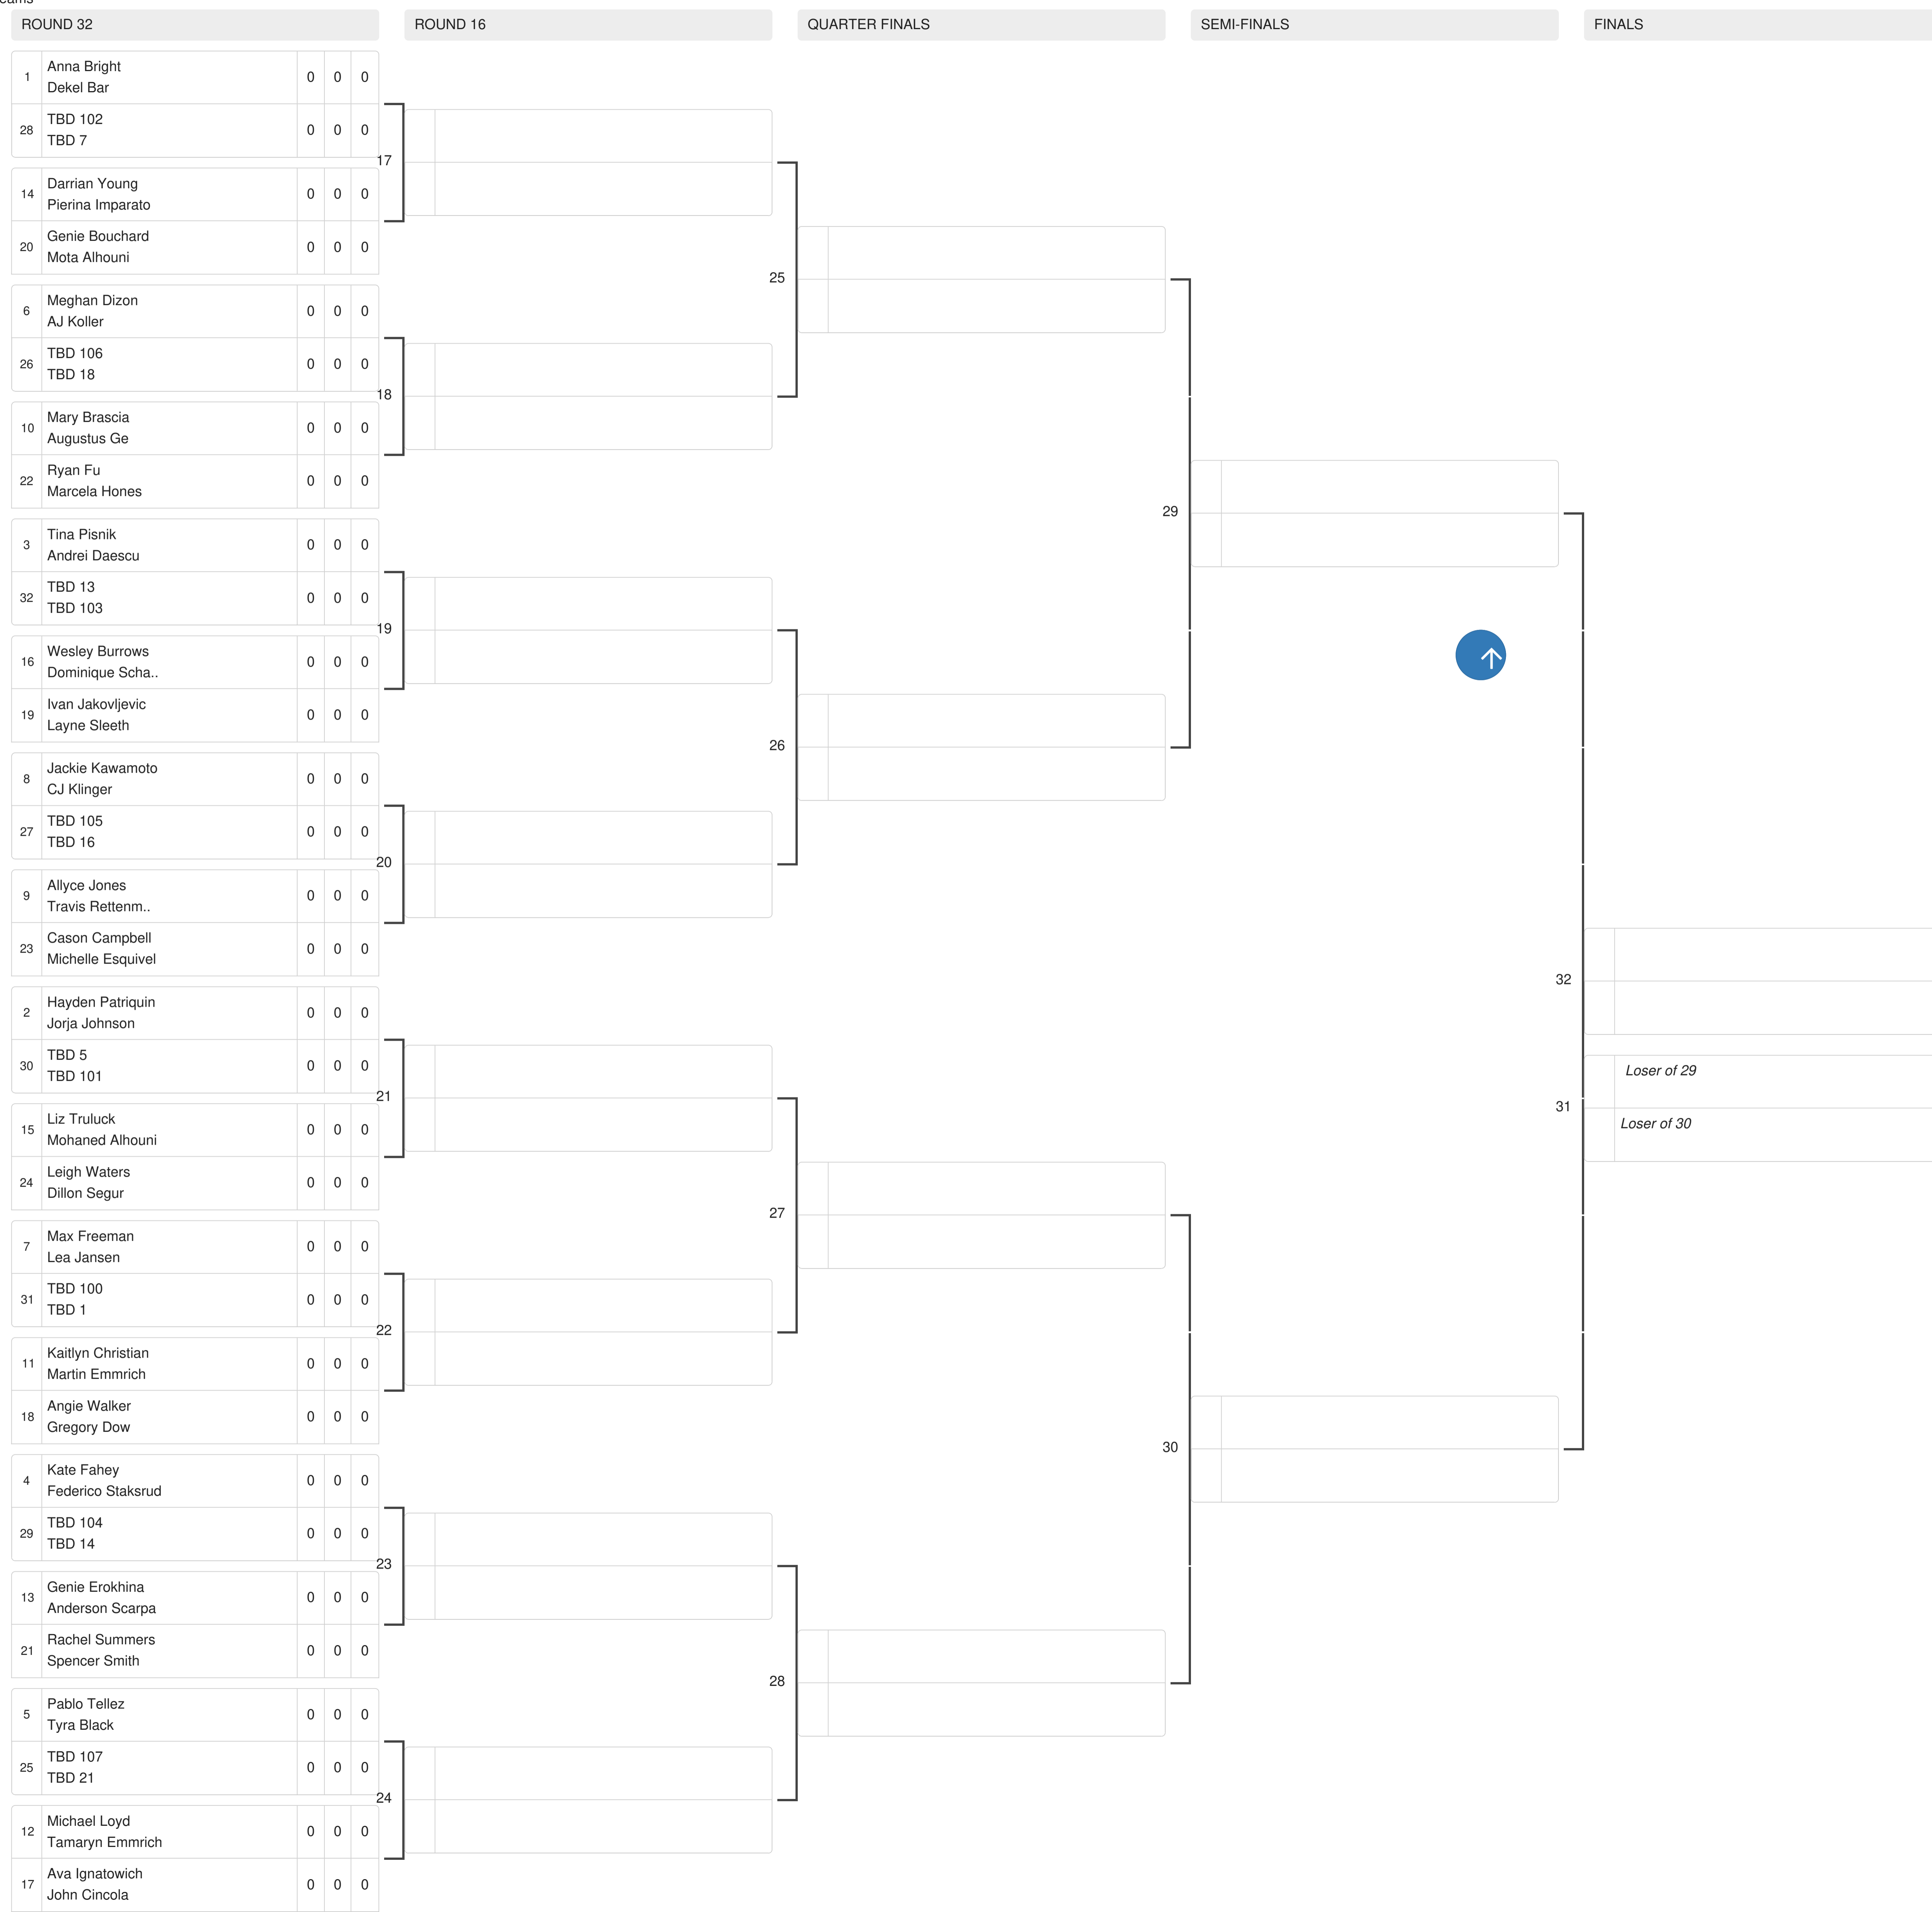 ROUND 32
ROUND 16
QUARTER FINALS
SEMI-FINALS
FINALS
1
Anna Bright
Dekel Bar
0 0 0
28
TBD 102
TBD 7
0 0 0
17
14
Darrian Young
Pierina Imparato
0 0 0
20
Genie Bouchard
Mota Alhouni
0 0 0
25
6
Meghan Dizon
AJ Koller
0 0 0
26
TBD 106
TBD 18
0 0 0
18
10
Mary Brascia
Augustus Ge
0 0 0
22
Ryan Fu
Marcela Hones
0 0 0
29
3
Tina Pisnik
Andrei Daescu
0 0 0
32
TBD 13
TBD 103
0 0 0
19
16
Wesley Burrows
Dominique Scha..
0 0 0
19
Ivan Jakovljevic
Layne Sleeth
0 0 0
26
8
Jackie Kawamoto
CJ Klinger
0 0 0
27
TBD 105
TBD 16
0 0 0
20
9
Allyce Jones
Travis Rettenm..
0 0 0
23
Cason Campbell
Michelle Esquivel
0 0 0
32
2
Hayden Patriquin
Jorja Johnson
0 0 0
30
TBD 5
TBD 101
0 0 0
Loser of 29
21
31
15
Liz Truluck
Mohaned Alhouni
0 0 0
Loser of 30
24
Leigh Waters
Dillon Segur
0 0 0
27
7
Max Freeman
Lea Jansen
0 0 0
31
TBD 100
TBD 1
0 0 0
22
11
Kaitlyn Christian
Martin Emmrich
0 0 0
18
Angie Walker
Gregory Dow
0 0 0
30
4
Kate Fahey
Federico Staksrud
0 0 0
29
TBD 104
TBD 14
0 0 0
23
13
Genie Erokhina
Anderson Scarpa
0 0 0
21
Rachel Summers
Spencer Smith
0 0 0
28
5
Pablo Tellez
Tyra Black
0 0 0
25
TBD 107
TBD 21
0 0 0
24
12
Michael Loyd
Tamaryn Emmrich
0 0 0
17
Ava Ignatowich
John Cincola
0 0 0